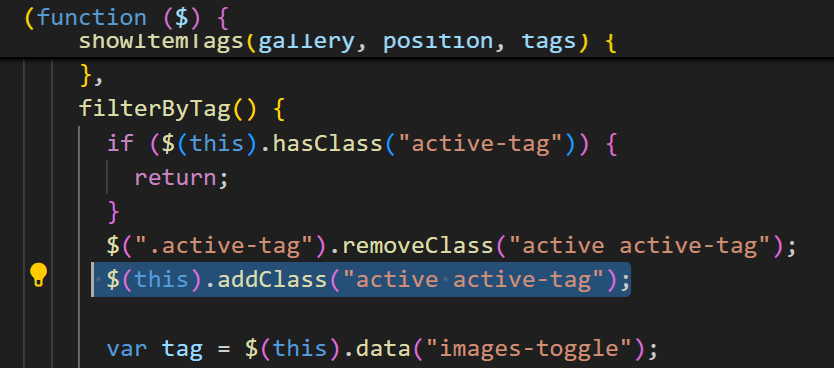 (function ($) {
showItemTags(gallery, position, tags) {
},
filterByTag() {
if ($(this).hasClass("active-tag")) {
return;
}
$(".active-tag").removeClass("active active-tag");
$(this).addClass("active active-tag");
var tag = $(this).data("images-toggle");